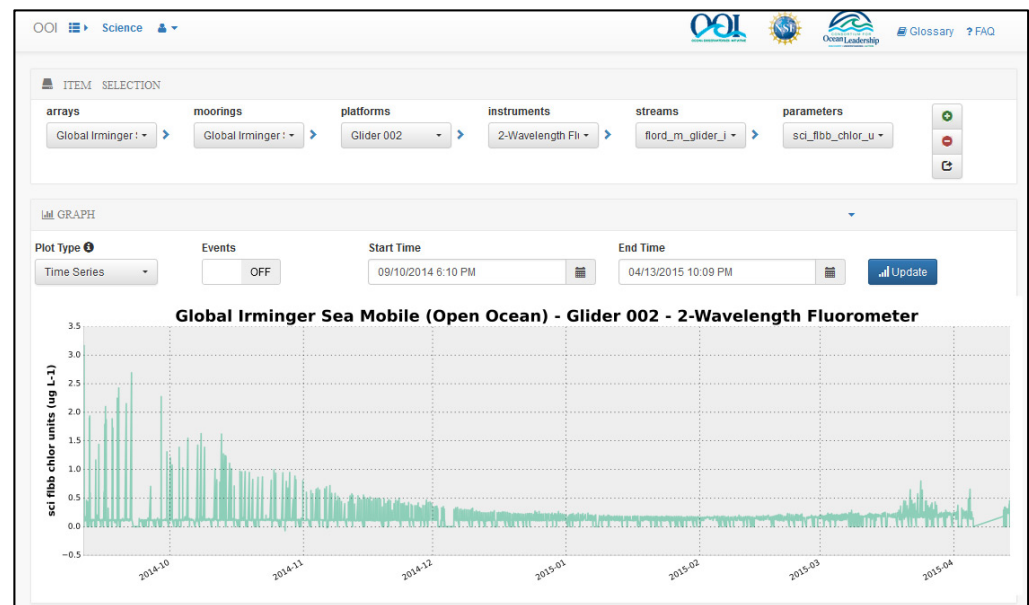 OOI Science
OOI
NSF
Ocean Leadership
Glossary ? FAQ
ITEM SELECTION
arrays moorings platforms instruments streams parameters
Global Irminger : Global Irminger : Glider 002 2-Wavelength Flu flord_m_glider_i sci_flbb_chlor_u
GRAPH
Plot Type Events Start Time End Time
Time Series OFF 09/10/2014 6:10 PM 04/13/2015 10:09 PM Update
Global Irminger Sea Mobile (Open Ocean) - Glider 002 - 2-Wavelength Fluorometer
sci flbb chlor units (ug L-1)
3.5
3.0
2.5
2.0
1.5
1.0
0.5
0.0
−0.5
2014-10 2014-11 2014-12 2015-01 2015-02 2015-03 2015-04